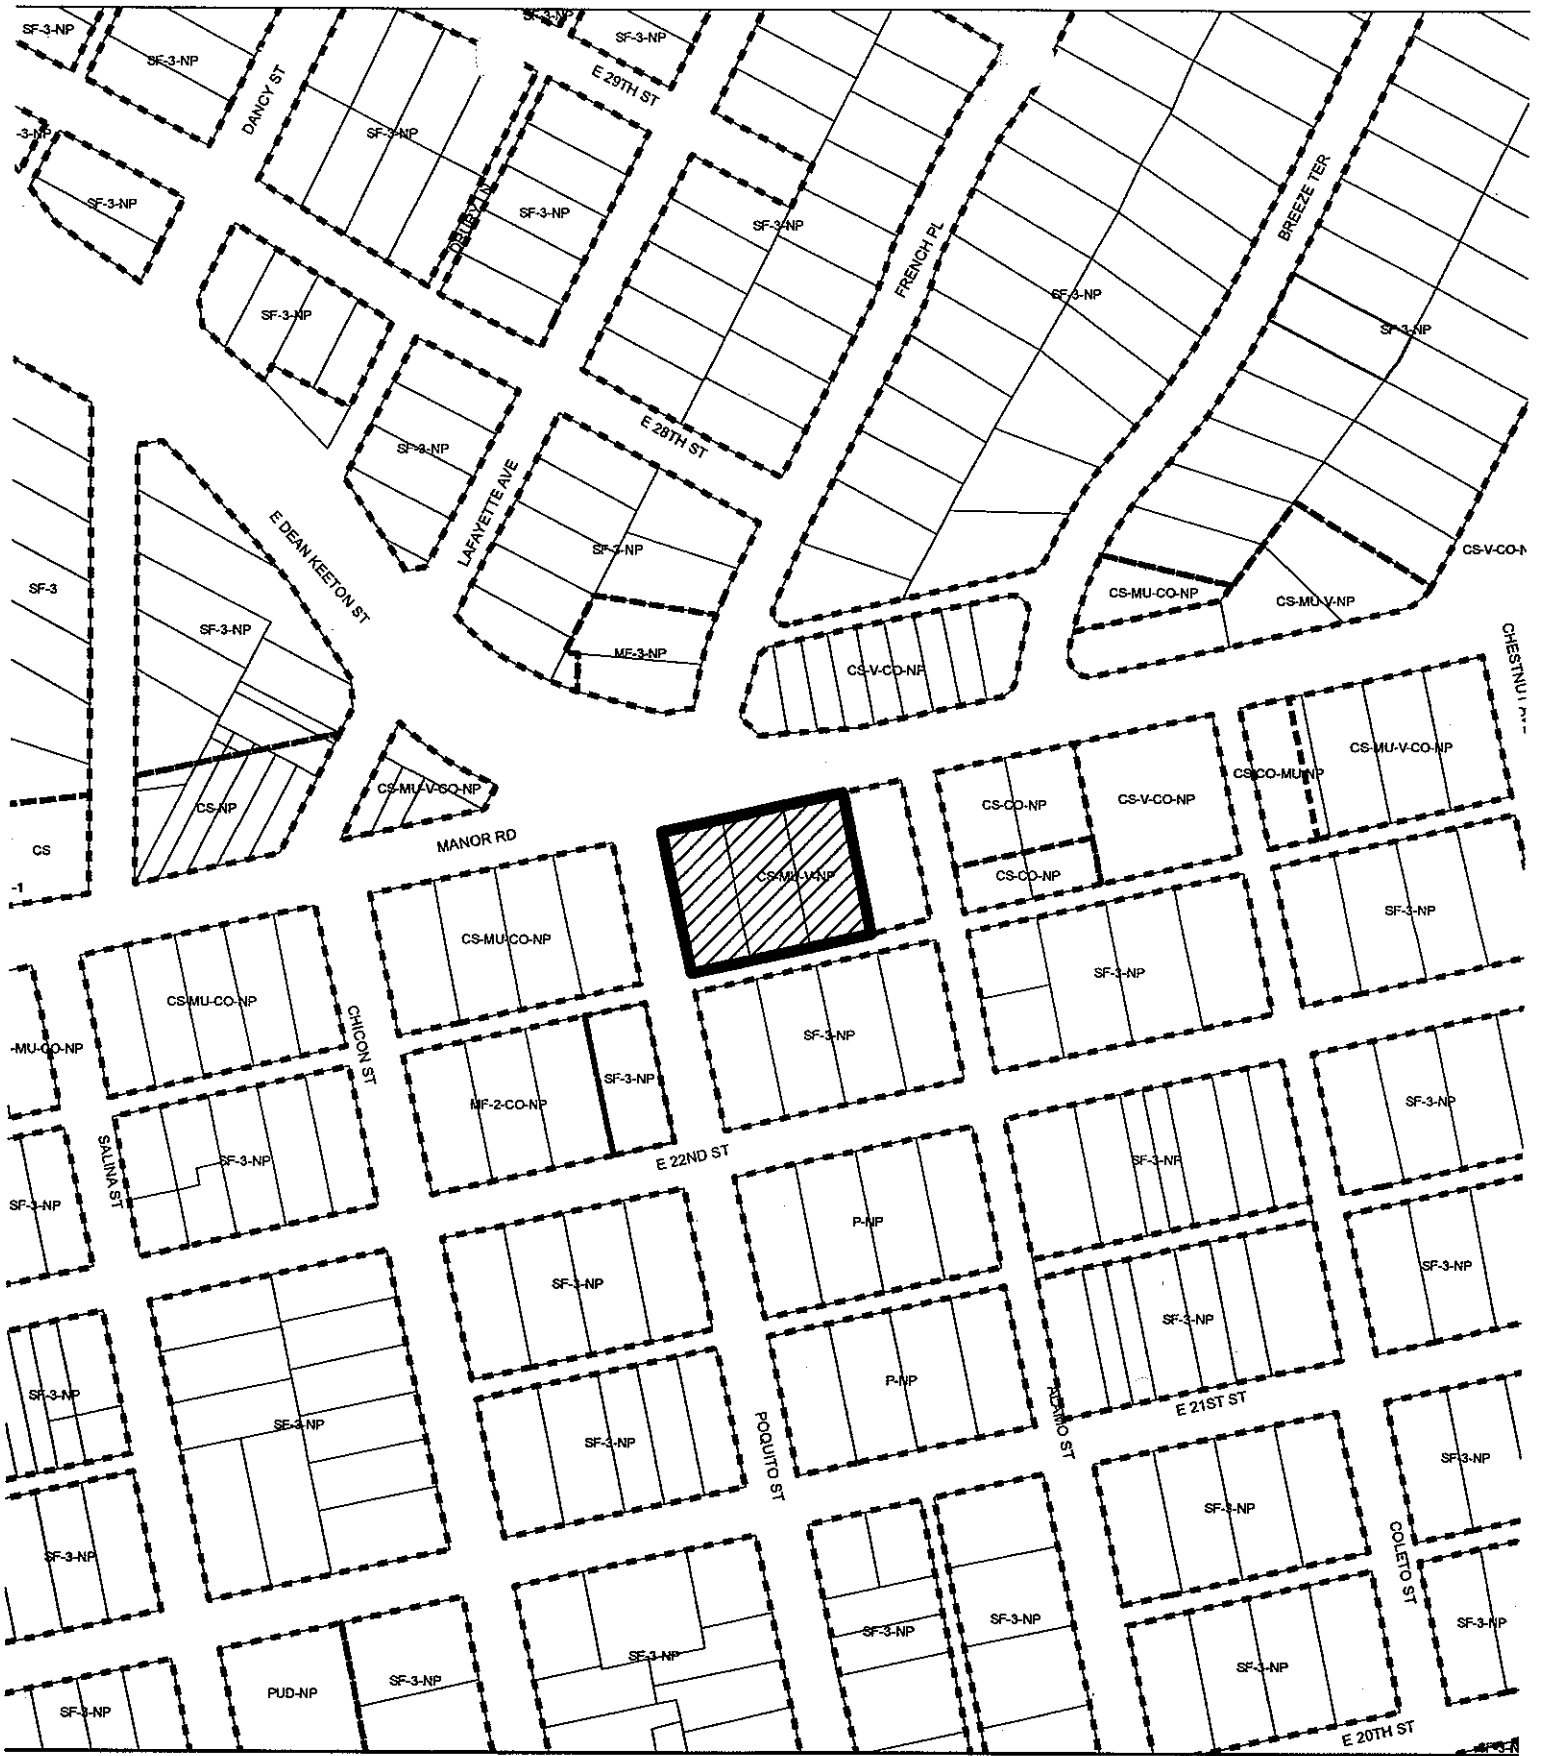 SF-3-NP
SF-3-NP
SF-3-NP
SF-3-NP
E 29TH ST
DANCY ST
SF-3-NP
-3-NP
SF-3-NP
SF-3-NP
SF-3-NP
BREEZE TER
FRENCH PL
SF-3-NP
SF-3-NP
SF-3-NP
E 28TH ST
SF-3-NP
LAFAYETTE AVE
SF-3-NP
E DEAN KEETON ST
CS-V-CO-N
SF-3
CS-MU-CO-NP
CS-MU-V-NP
SF-3-NP
MF-3-NP
CS-V-CO-NP
CS-MU-V-CO-NP
CS-CO-MU-NP
CS-MU-V-CO-NP
CS-NP
CS-CO-NP
CS-V-CO-NP
MANOR RD
CS
CS-MU-V-NP
CS-CO-NP
-1
SF-3-NP
CS-MU-CO-NP
SF-3-NP
CS-MU-CO-NP
CHICON ST
SF-3-NP
-MU-CO-NP
SF-3-NP
MF-2-CO-NP
SF-3-NP
SALINA ST
SF-3-NP
E 22ND ST
SF-3-NP
SF-3-NP
P-NP
SF-3-NP
SF-3-NP
SF-3-NP
P-NP
SF-3-NP
SF-3-NP
ALAMO ST
E 21ST ST
SF-3-NP
SF-3-NP
POQUITO ST
SF-3-NP
SF-3-NP
SF-3-NP
COLETO ST
SF-3-NP
SF-3-NP
SF-3-NP
SF-3-NP
SF-3-NP
SF-3-NP
PUD-NP
SF-3-NP
SF-3-NP
E 20TH ST